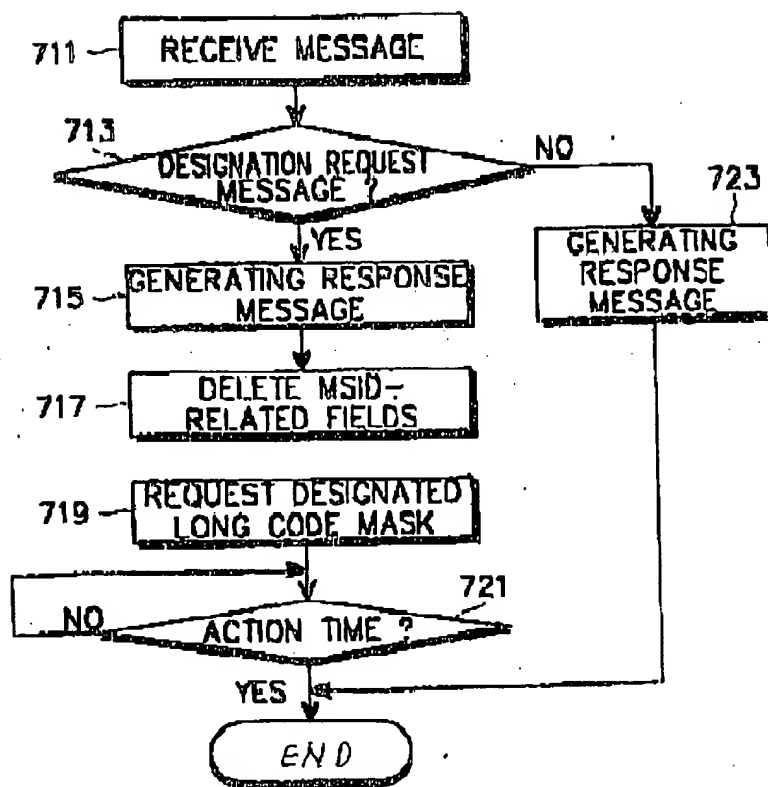 711
RECEIVE MESSAGE
713
DESIGNATION REQUEST
MESSAGE ?
NO
YES
723
GENERATING
RESPONSE
MESSAGE
715
GENERATING RESPONSE
MESSAGE
717
DELETE MSID-
RELATED FIELDS
719
REQUEST DESIGNATED
LONG CODE MASK
721
NO
ACTION TIME ?
YES
END